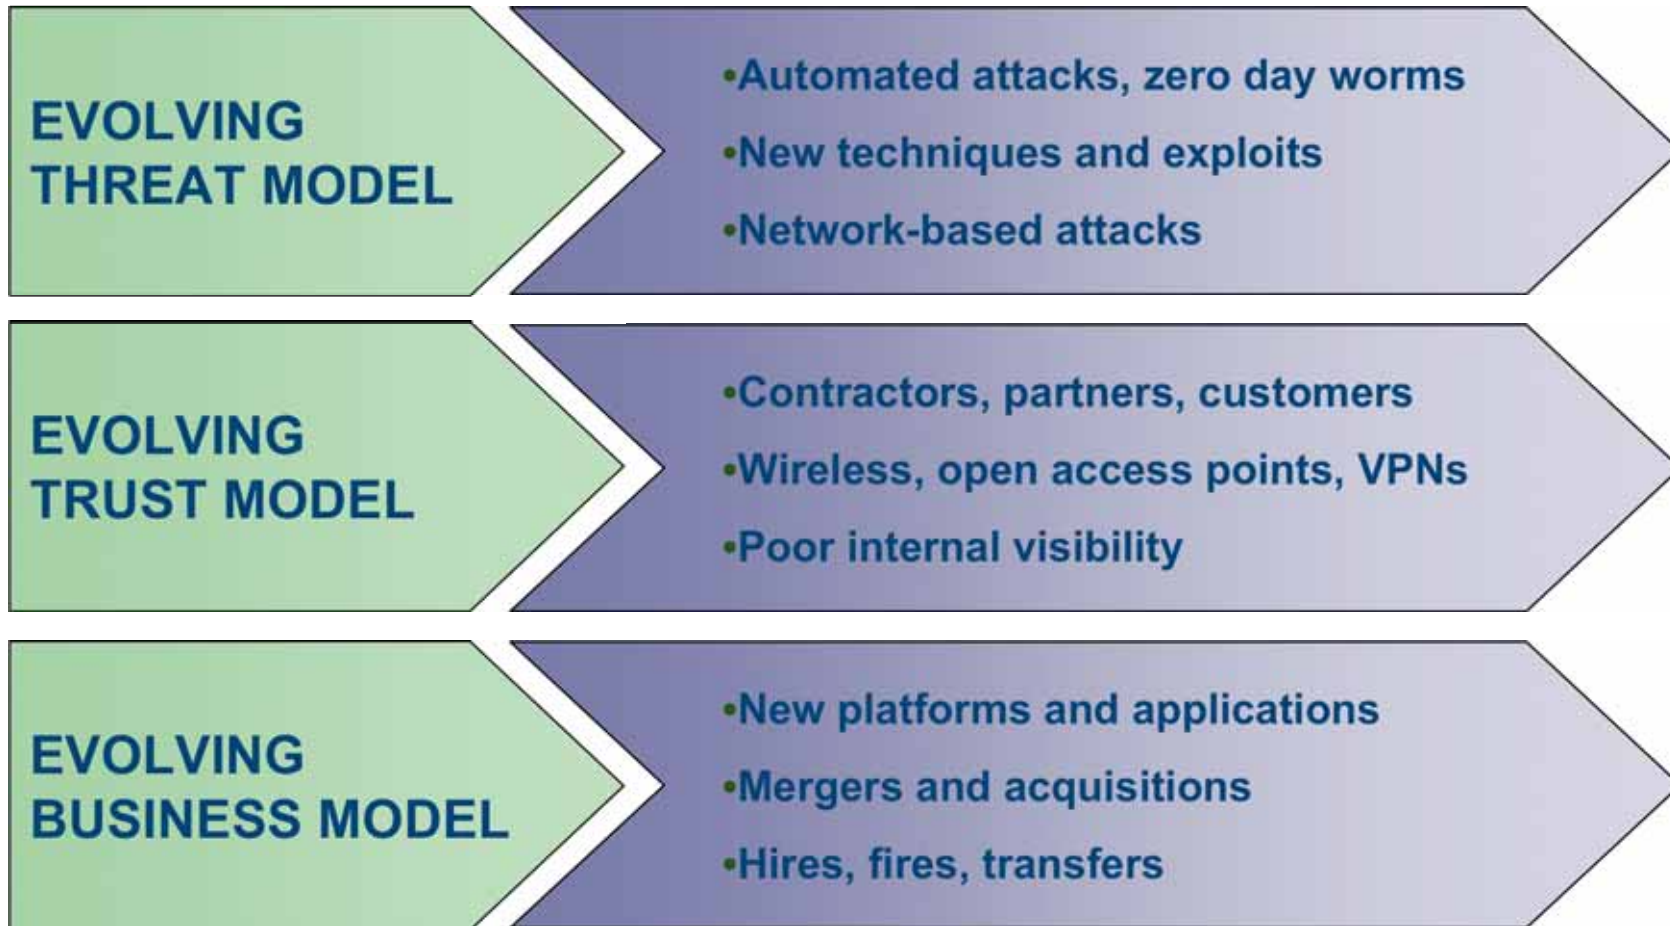 EVOLVING
THREAT MODEL
•Automated attacks, zero day worms
•New techniques and exploits
•Network-based attacks
EVOLVING
TRUST MODEL
•Contractors, partners, customers
•Wireless, open access points, VPNs
•Poor internal visibility
EVOLVING
BUSINESS MODEL
•New platforms and applications
•Mergers and acquisitions
•Hires, fires, transfers